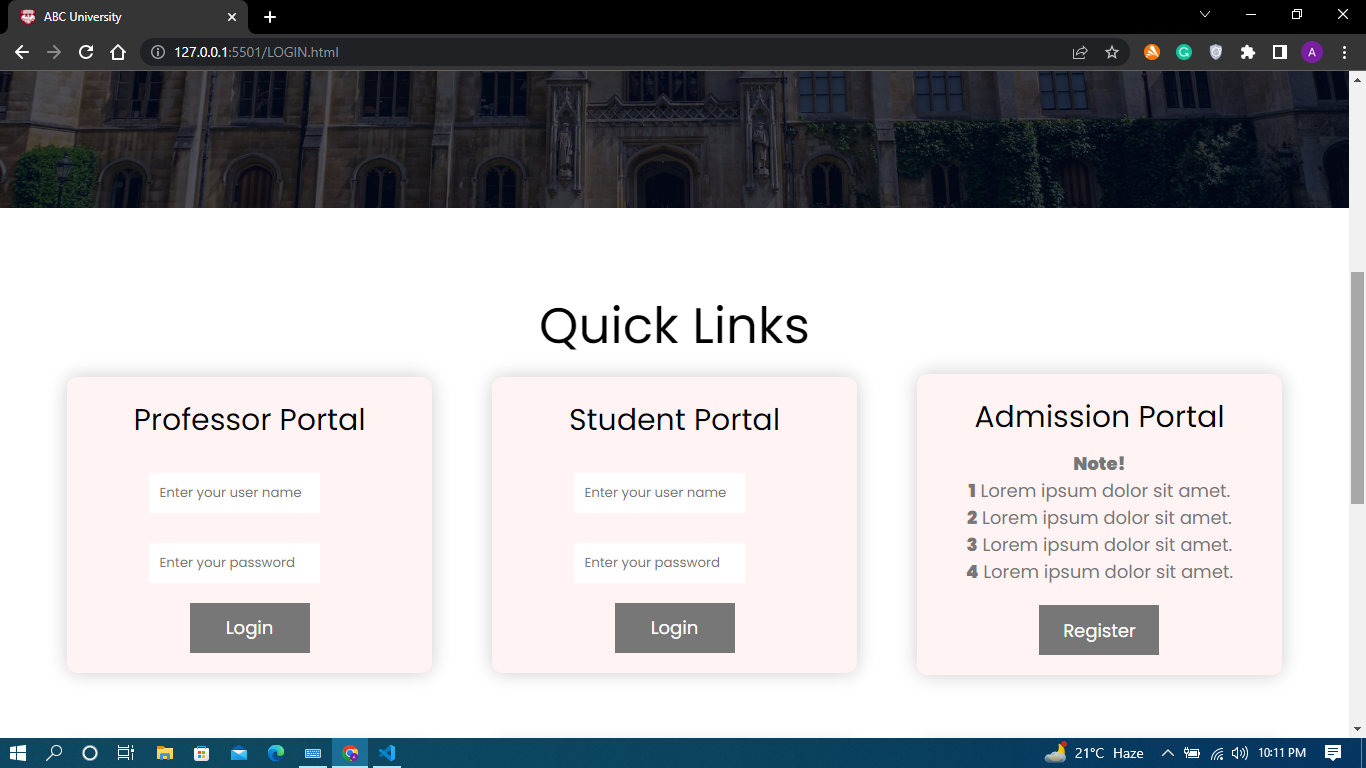 ABC University
127.0.0.1:5501/LOGIN.html
A
Quick Links
Professor Portal
Enter your user name
Enter your password
Login
Student Portal
Enter your user name
Enter your password
Login
Admission Portal
Note!
1 Lorem ipsum dolor sit amet.
2 Lorem ipsum dolor sit amet.
3 Lorem ipsum dolor sit amet.
4 Lorem ipsum dolor sit amet.
Register
21°C Haze
10:11 PM